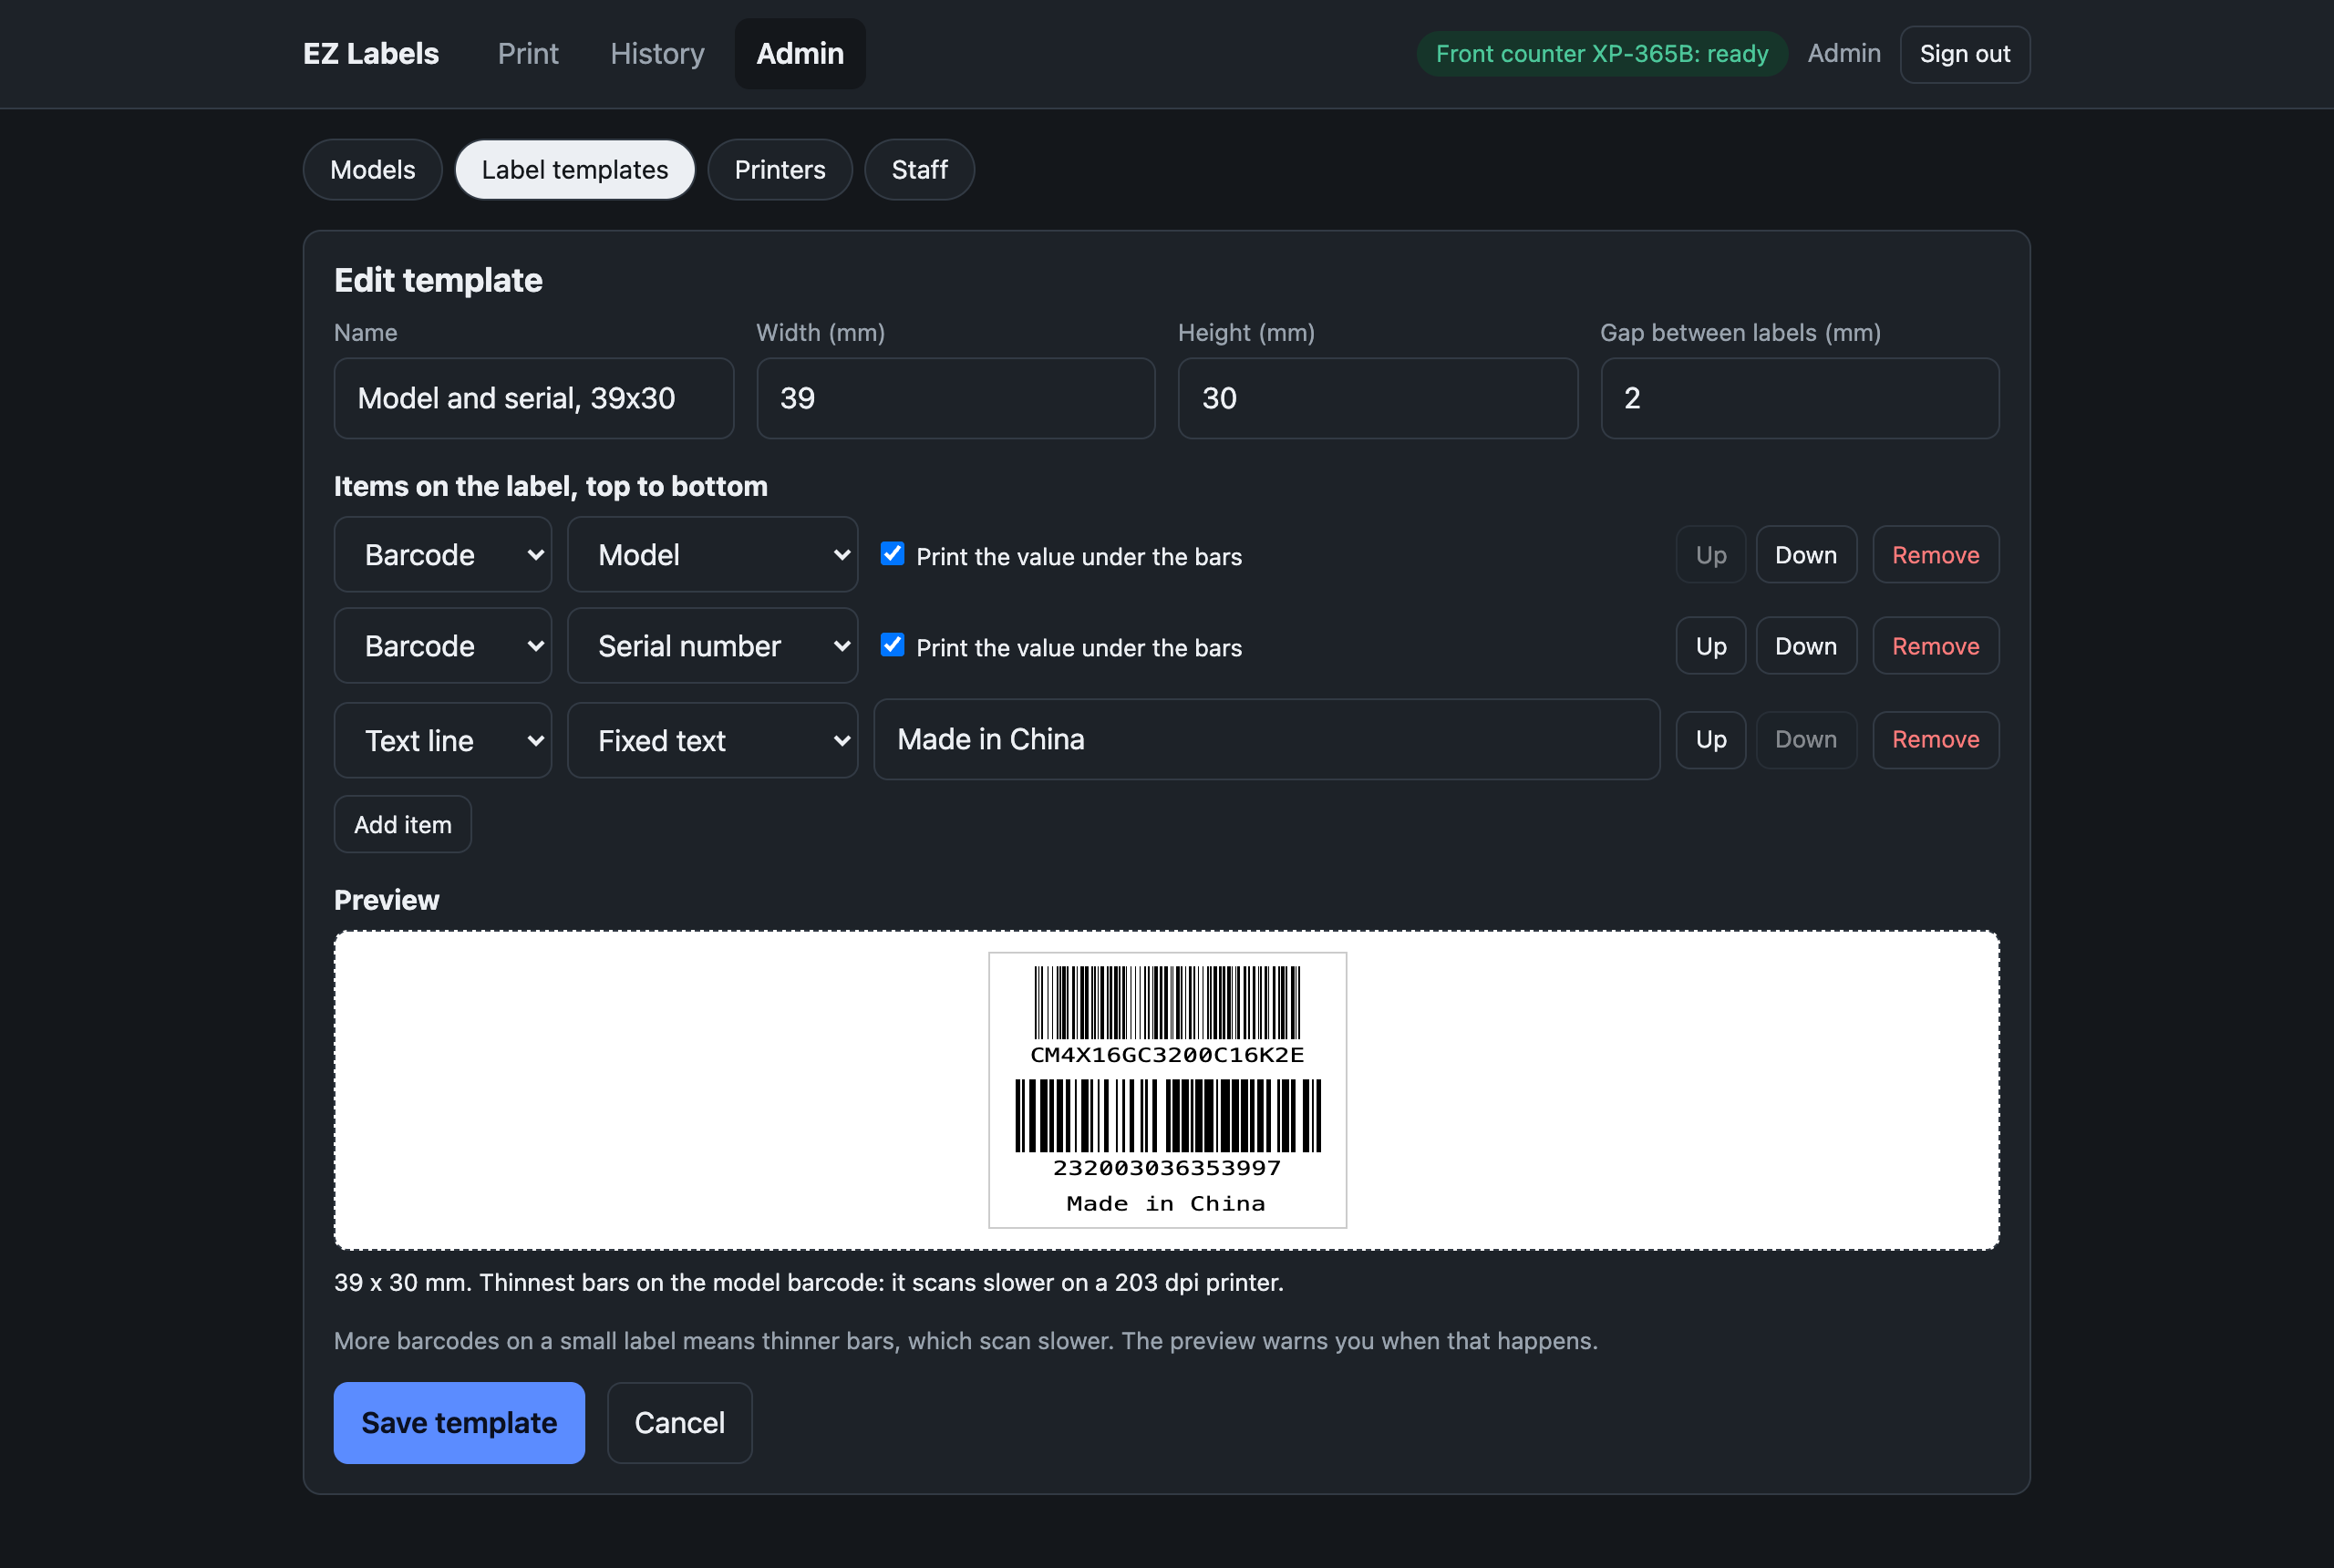 EZ Labels Print History Admin Front counter XP-365B: ready Admin Sign out
Models Label templates Printers Staff
Edit template
Name Width (mm) Height (mm) Gap between labels (mm)
Model and serial, 39x30 39 30 2
Items on the label, top to bottom
Barcode Model Print the value under the bars Up Down Remove
Barcode Serial number Print the value under the bars Up Down Remove
Text line Fixed text Made in China Up Down Remove
Add item
Preview
CM4X16GC3200C16K2E
232003036353997
Made in China
39 x 30 mm. Thinnest bars on the model barcode: it scans slower on a 203 dpi printer.
More barcodes on a small label means thinner bars, which scan slower. The preview warns you when that happens.
Save template Cancel